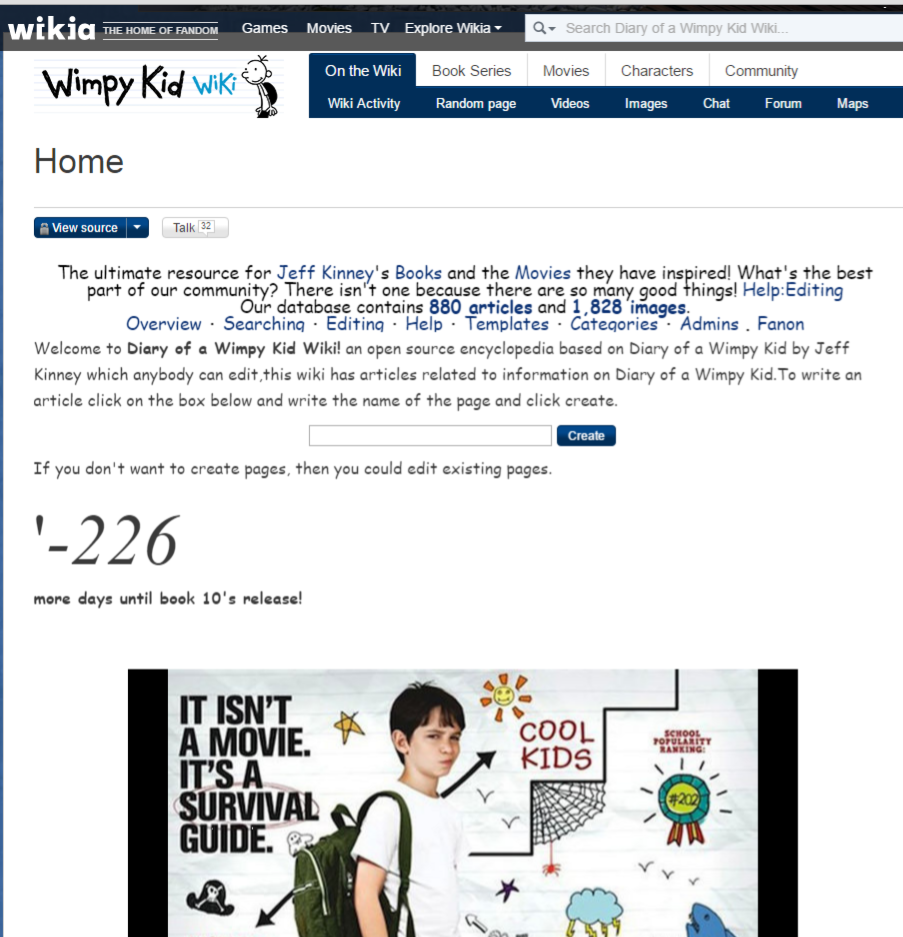 wikia THE HOME OF FANDOM Games Movies TV Explore Wikia Search Diary of a Wimpy Kid Wiki...
Wimpy Kid Wiki On the Wiki Book Series Movies Characters Community
Wiki Activity Random page Videos Images Chat Forum Maps
Home
View source Talk 32
The ultimate resource for Jeff Kinney's Books and the Movies they have inspired! What's the best
part of our community? There isn't one because there are so many good things! Help:Editing
Our database contains 880 articles and 1,828 images.
Overview · Searching · Editing · Help · Templates · Categories · Admins . Fanon
Welcome to Diary of a Wimpy Kid Wiki! an open source encyclopedia based on Diary of a Wimpy Kid by Jeff
Kinney which anybody can edit,this wiki has articles related to information on Diary of a Wimpy Kid.To write an
article click on the box below and write the name of the page and click create.
Create
If you don't want to create pages, then you could edit existing pages.
'-226
more days until book 10's release!
IT ISN'T
A MOVIE.
IT'S A
SURVIVAL
GUIDE.
COOL
KIDS
SCHOOL
POPULARITY
RANKING:
#202